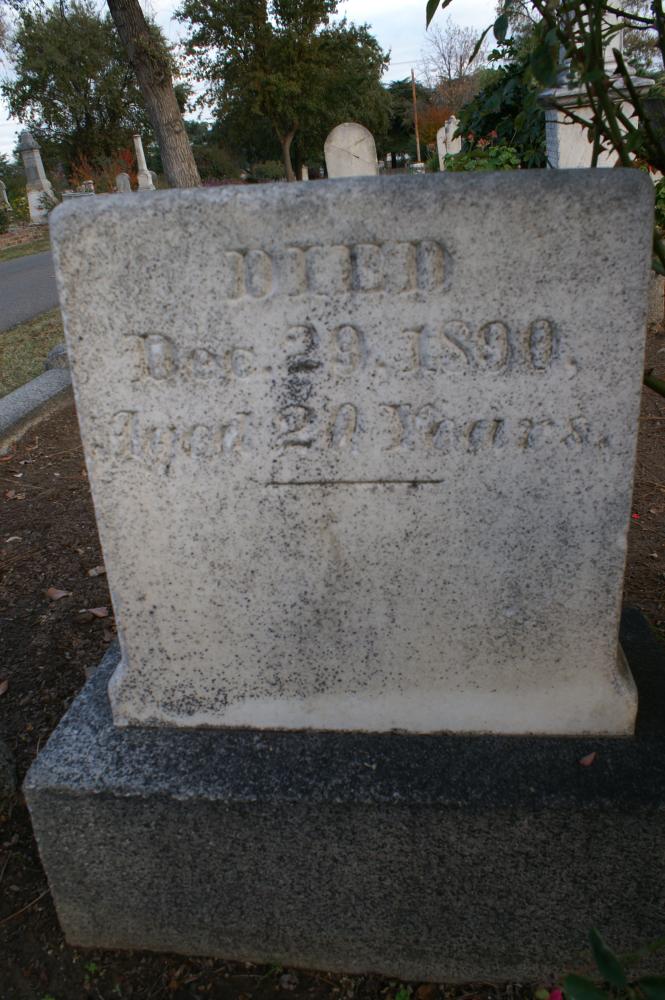 DIED
Dec. 29, 1890,
Aged 20 Years.